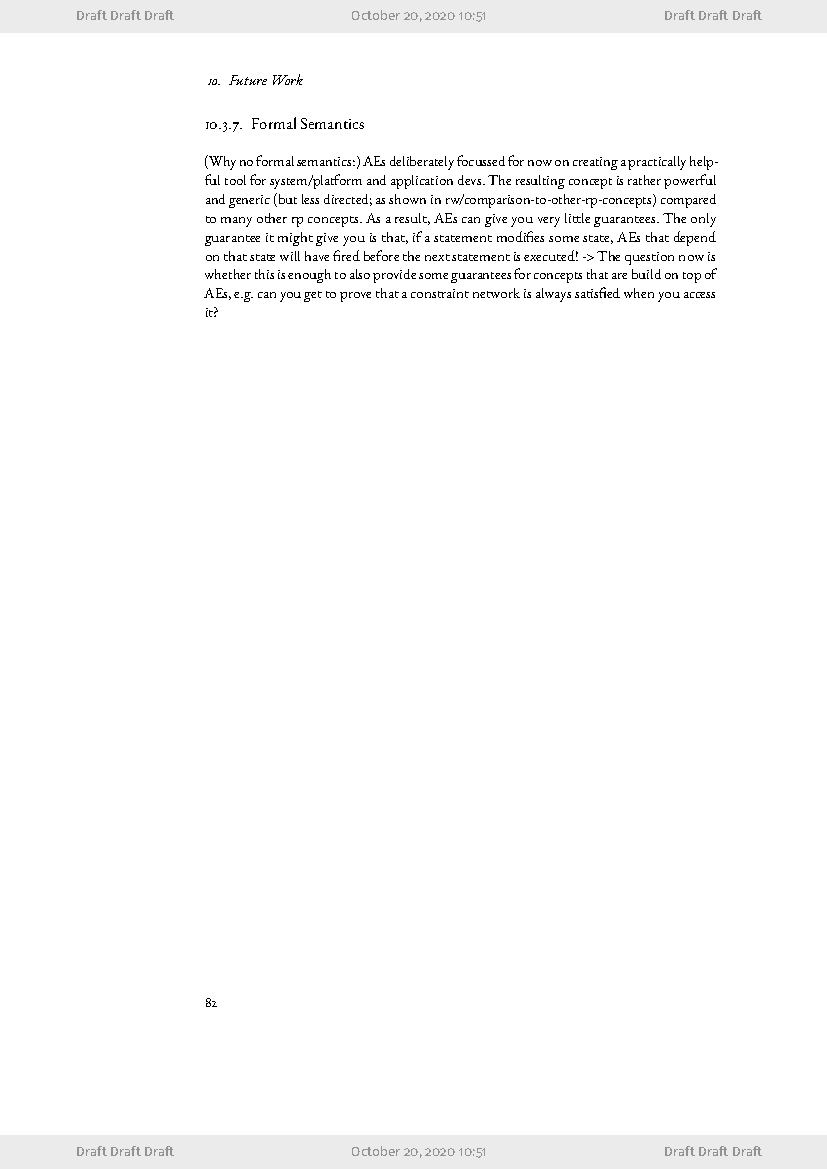 Draft Draft Draft October 20, 2020 10:51 Draft Draft Draft
10. Future Work
10.3.7. Formal Semantics
(Why no formal semantics:) AEs deliberately focussed for now on creating a practically help-
ful tool for system/platform and application devs. The resulting concept is rather powerful
and generic (but less directed; as shown in rw/comparison-to-other-rp-concepts) compared
to many other rp concepts. As a result, AEs can give you very little guarantees. The only
guarantee it might give you is that, if a statement modifies some state, AEs that depend
on that state will have fired before the next statement is executed! -> The question now is
whether this is enough to also provide some guarantees for concepts that are build on top of
AEs, e.g. can you get to prove that a constraint network is always satisfied when you access
it?
82
Draft Draft Draft October 20, 2020 10:51 Draft Draft Draft